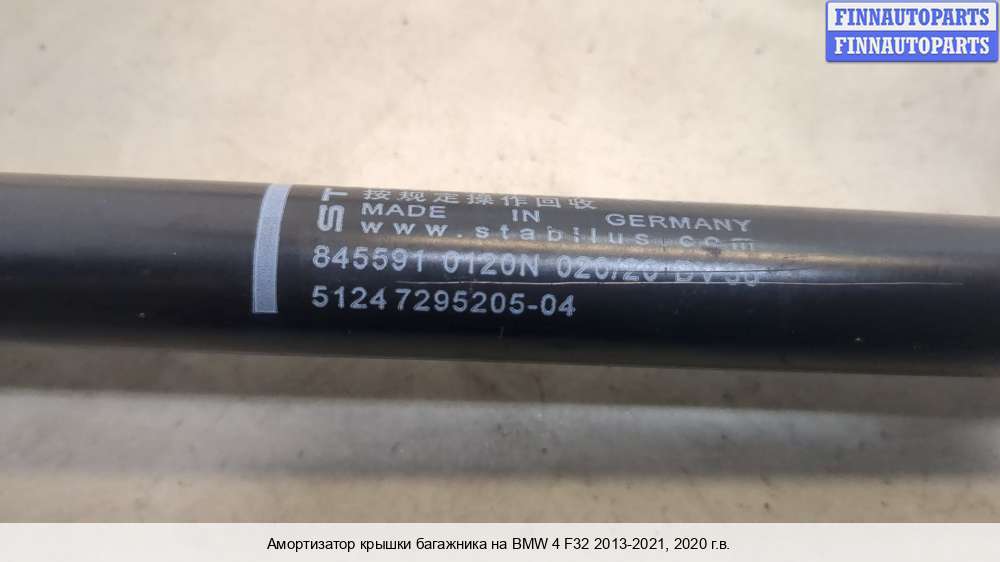 FINNAUTOPARTS
FINNAUTOPARTS
ST
按规定操作回收
MADE IN GERMANY
www.stabilus.com
845591 0120N 020/20
51247295205-04
Амортизатор крышки багажника на BMW 4 F32 2013-2021, 2020 г.в.